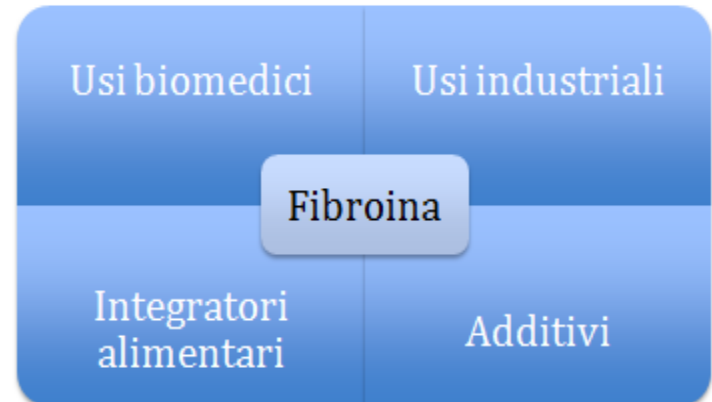 Usi biomedici
Usi industriali
Fibroina
Integratori
alimentari
Additivi